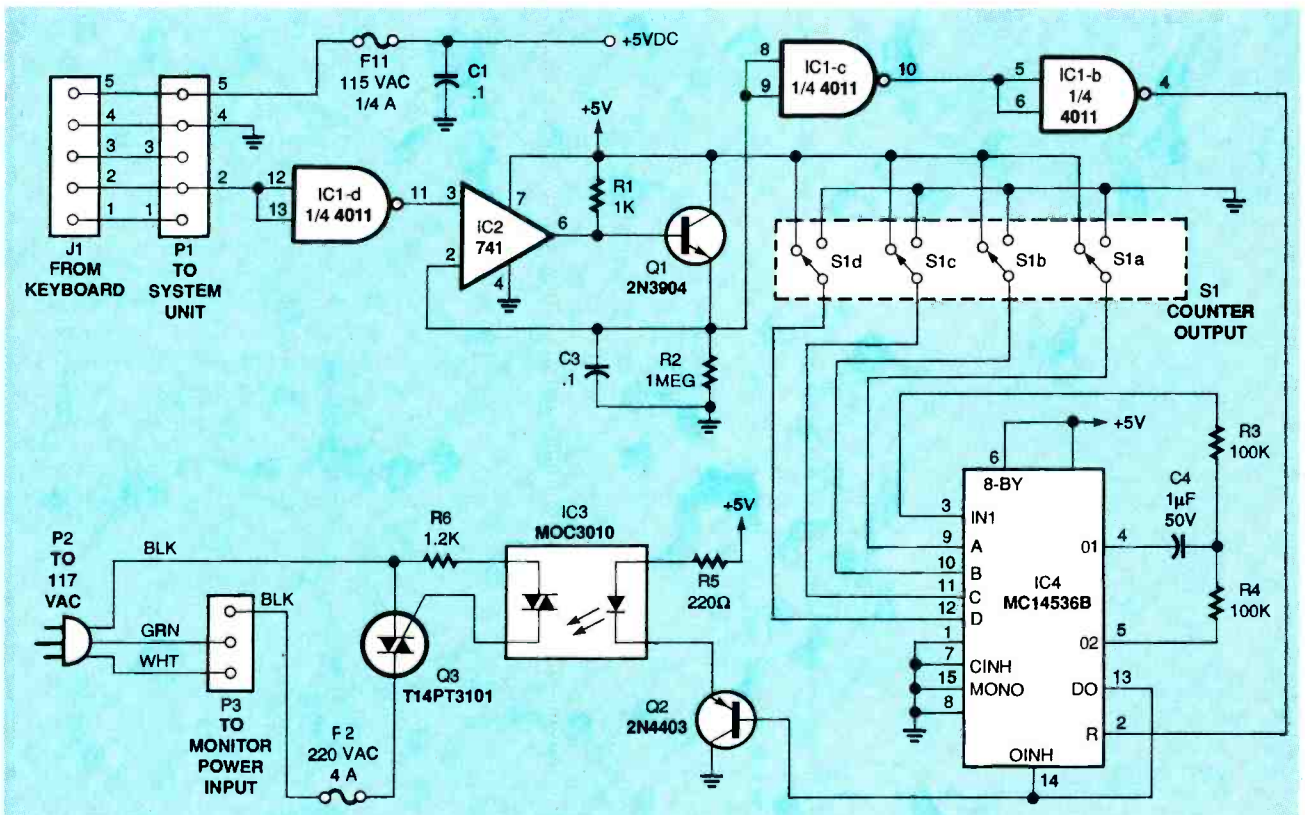 F11
115 VAC
1/4 A
C1
.1
+5VDC
5
4
3
2
1
5
4
3
2
1
J1
FROM
KEYBOARD
P1
TO
SYSTEM
UNIT
12
13
IC1-d
1/4 4011
11
3
2
IC2
741
7
6
4
+5V
R1
1K
Q1
2N3904
C3
.1
R2
1MEG
8
9
IC1-c
1/4 4011
10
5
6
IC1-b
1/4
4011
4
S1d
S1c
S1b
S1a
S1
COUNTER
OUTPUT
+5V
6
8-BY
3
IN1
9
A
10
B
11
C
12
D
1
7
CINH
15
MONO
8
IC4
MC14536B
01
4
02
5
DO
13
R
2
OINH
14
C4
1µF
50V
R3
100K
R4
100K
P2
TO
117
VAC
BLK
GRN
WHT
BLK
P3
TO
MONITOR
POWER
INPUT
F2
220 VAC
4 A
R6
1.2K
Q3
T14PT3101
IC3
MOC3010
+5V
R5
220Ω
Q2
2N4403